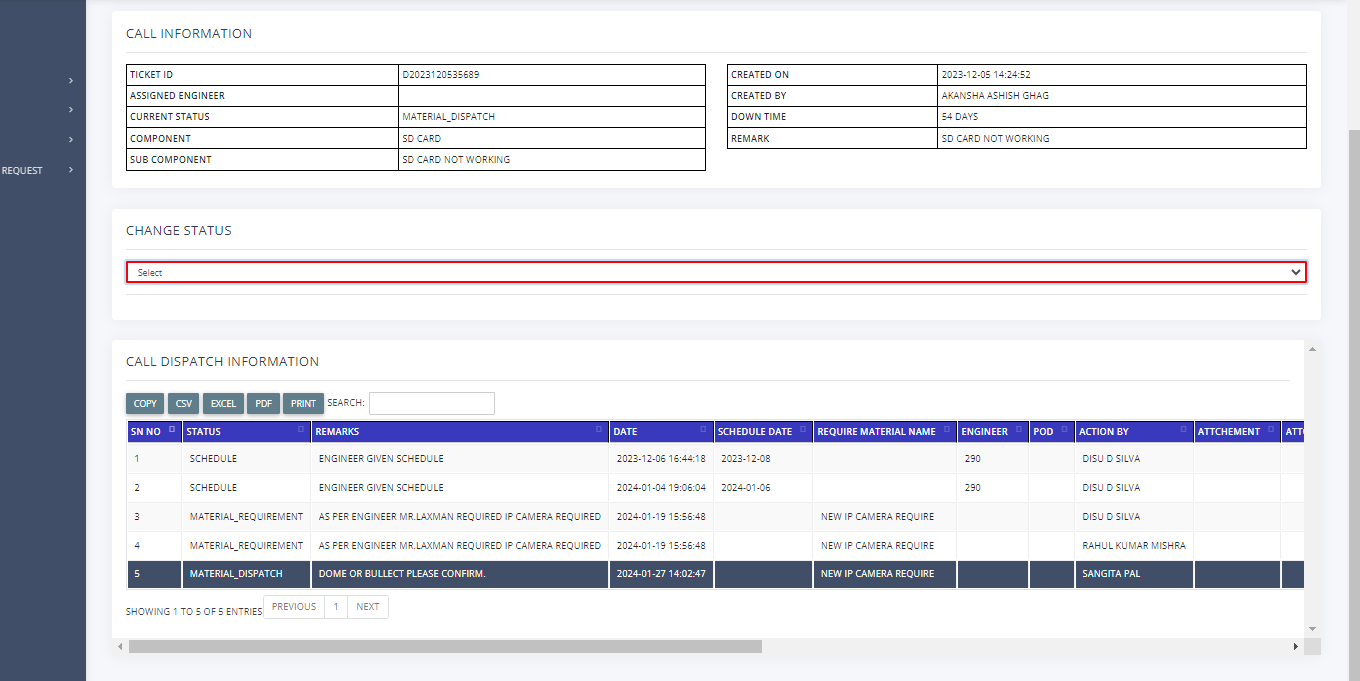 REQUEST
CALL INFORMATION
TICKET ID D2023120535689
ASSIGNED ENGINEER
CURRENT STATUS MATERIAL_DISPATCH
COMPONENT SD CARD
SUB COMPONENT SD CARD NOT WORKING
CREATED ON 2023-12-05 14:24:52
CREATED BY AKANSHA ASHISH GHAG
DOWN TIME 54 DAYS
REMARK SD CARD NOT WORKING
CHANGE STATUS
Select
CALL DISPATCH INFORMATION
COPY CSV EXCEL PDF PRINT SEARCH:
SN NO STATUS REMARKS DATE SCHEDULE DATE REQUIRE MATERIAL NAME ENGINEER POD ACTION BY ATTCHEMENT
1 SCHEDULE ENGINEER GIVEN SCHEDULE 2023-12-06 16:44:18 2023-12-08 290 DISU D SILVA
2 SCHEDULE ENGINEER GIVEN SCHEDULE 2024-01-04 19:06:04 2024-01-06 290 DISU D SILVA
3 MATERIAL_REQUIREMENT AS PER ENGINEER MR.LAXMAN REQUIRED IP CAMERA REQUIRED 2024-01-19 15:56:48 NEW IP CAMERA REQUIRE DISU D SILVA
4 MATERIAL_REQUIREMENT AS PER ENGINEER MR.LAXMAN REQUIRED IP CAMERA REQUIRED 2024-01-19 15:56:48 NEW IP CAMERA REQUIRE RAHUL KUMAR MISHRA
5 MATERIAL_DISPATCH DOME OR BULLECT PLEASE CONFIRM. 2024-01-27 14:02:47 NEW IP CAMERA REQUIRE SANGITA PAL
SHOWING 1 TO 5 OF 5 ENTRIES PREVIOUS 1 NEXT